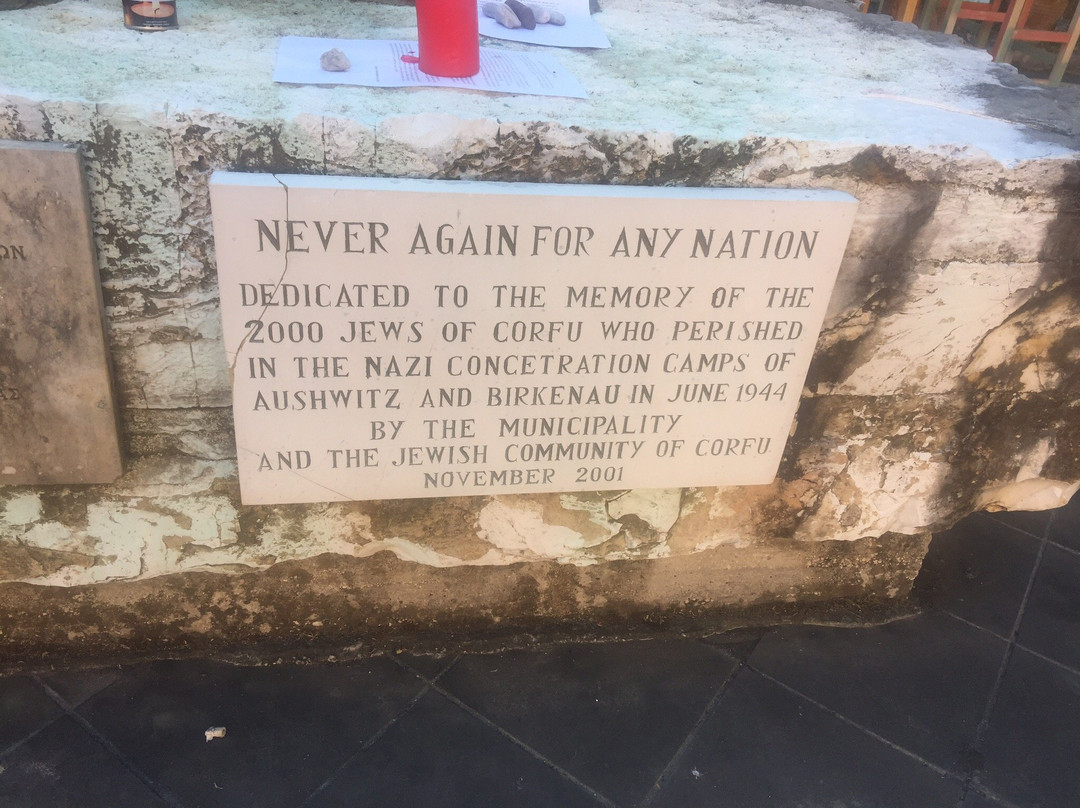 NEVER AGAIN FOR ANY NATION
DEDICATED TO THE MEMORY OF THE
2000 JEWS OF CORFU WHO PERISHED
IN THE NAZI CONCETRATION CAMPS OF
AUSHWITZ AND BIRKENAU IN JUNE 1944
BY THE MUNICIPALITY
AND THE JEWISH COMMUNITY OF CORFU
NOVEMBER 2001